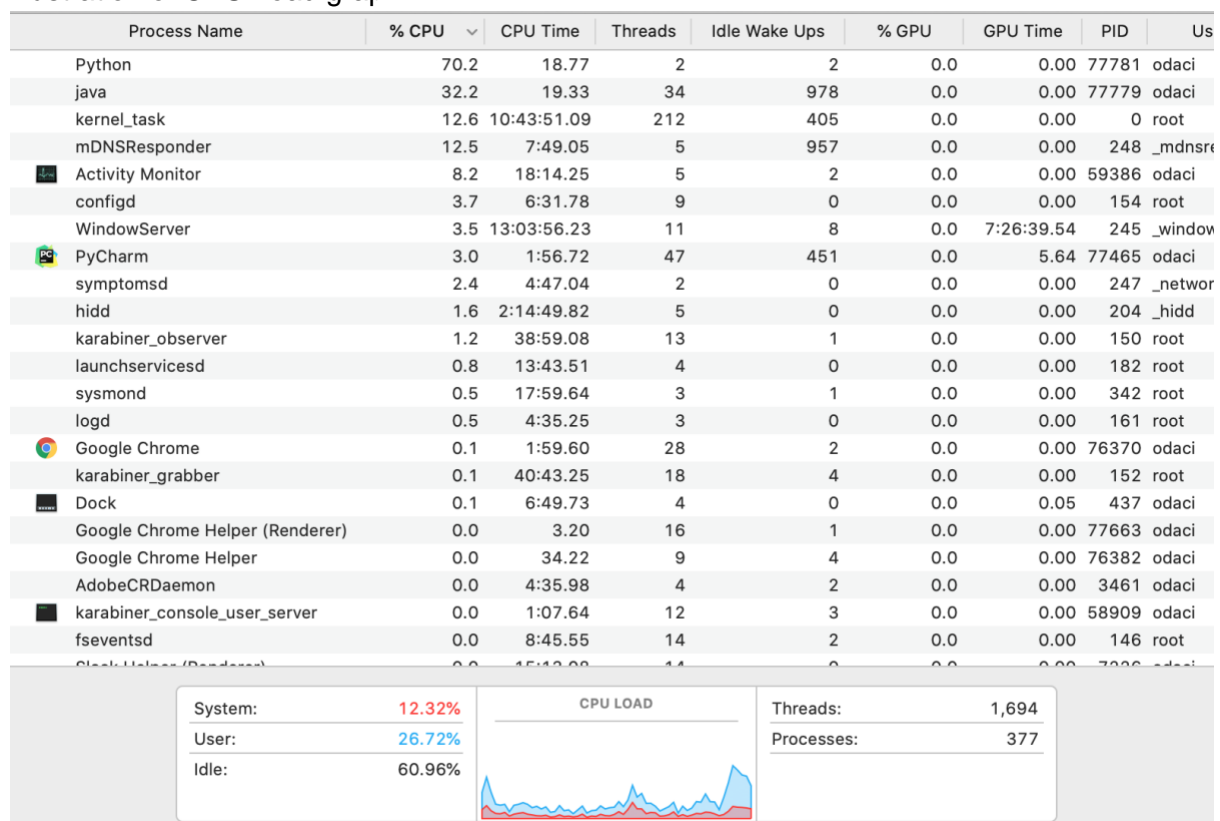 Process Name % CPU CPU Time Threads Idle Wake Ups % GPU GPU Time PID Us
Python 70.2 18.77 2 2 0.0 0.00 77781 odaci
java 32.2 19.33 34 978 0.0 0.00 77779 odaci
kernel_task 12.6 10:43:51.09 212 405 0.0 0.00 0 root
mDNSResponder 12.5 7:49.05 5 957 0.0 0.00 248 _mdnsre
Activity Monitor 8.2 18:14.25 5 2 0.0 0.00 59386 odaci
configd 3.7 6:31.78 9 0 0.0 0.00 154 root
WindowServer 3.5 13:03:56.23 11 8 0.0 7:26:39.54 245 _window
PC PyCharm 3.0 1:56.72 47 451 0.0 5.64 77465 odaci
symptomsd 2.4 4:47.04 2 0 0.0 0.00 247 _networ
hidd 1.6 2:14:49.82 5 0 0.0 0.00 204 _hidd
karabiner_observer 1.2 38:59.08 13 1 0.0 0.00 150 root
launchservicesd 0.8 13:43.51 4 0 0.0 0.00 182 root
sysmond 0.5 17:59.64 3 1 0.0 0.00 342 root
logd 0.5 4:35.25 3 0 0.0 0.00 161 root
Google Chrome 0.1 1:59.60 28 2 0.0 0.00 76370 odaci
karabiner_grabber 0.1 40:43.25 18 4 0.0 0.00 152 root
Dock 0.1 6:49.73 4 0 0.0 0.05 437 odaci
Google Chrome Helper (Renderer) 0.0 3.20 16 1 0.0 0.00 77663 odaci
Google Chrome Helper 0.0 34.22 9 4 0.0 0.00 76382 odaci
AdobeCRDaemon 0.0 4:35.98 4 2 0.0 0.00 3461 odaci
karabiner_console_user_server 0.0 1:07.64 12 3 0.0 0.00 58909 odaci
fseventsd 0.0 8:45.55 14 2 0.0 0.00 146 root
System: 12.32%
User: 26.72%
Idle: 60.96%
CPU LOAD
Threads: 1,694
Processes: 377